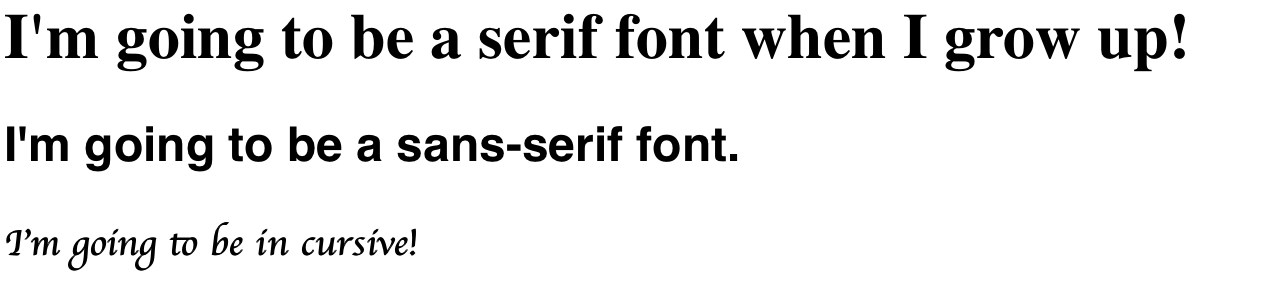 I'm going to be a serif font when I grow up!
I'm going to be a sans-serif font.
I'm going to be in cursive!